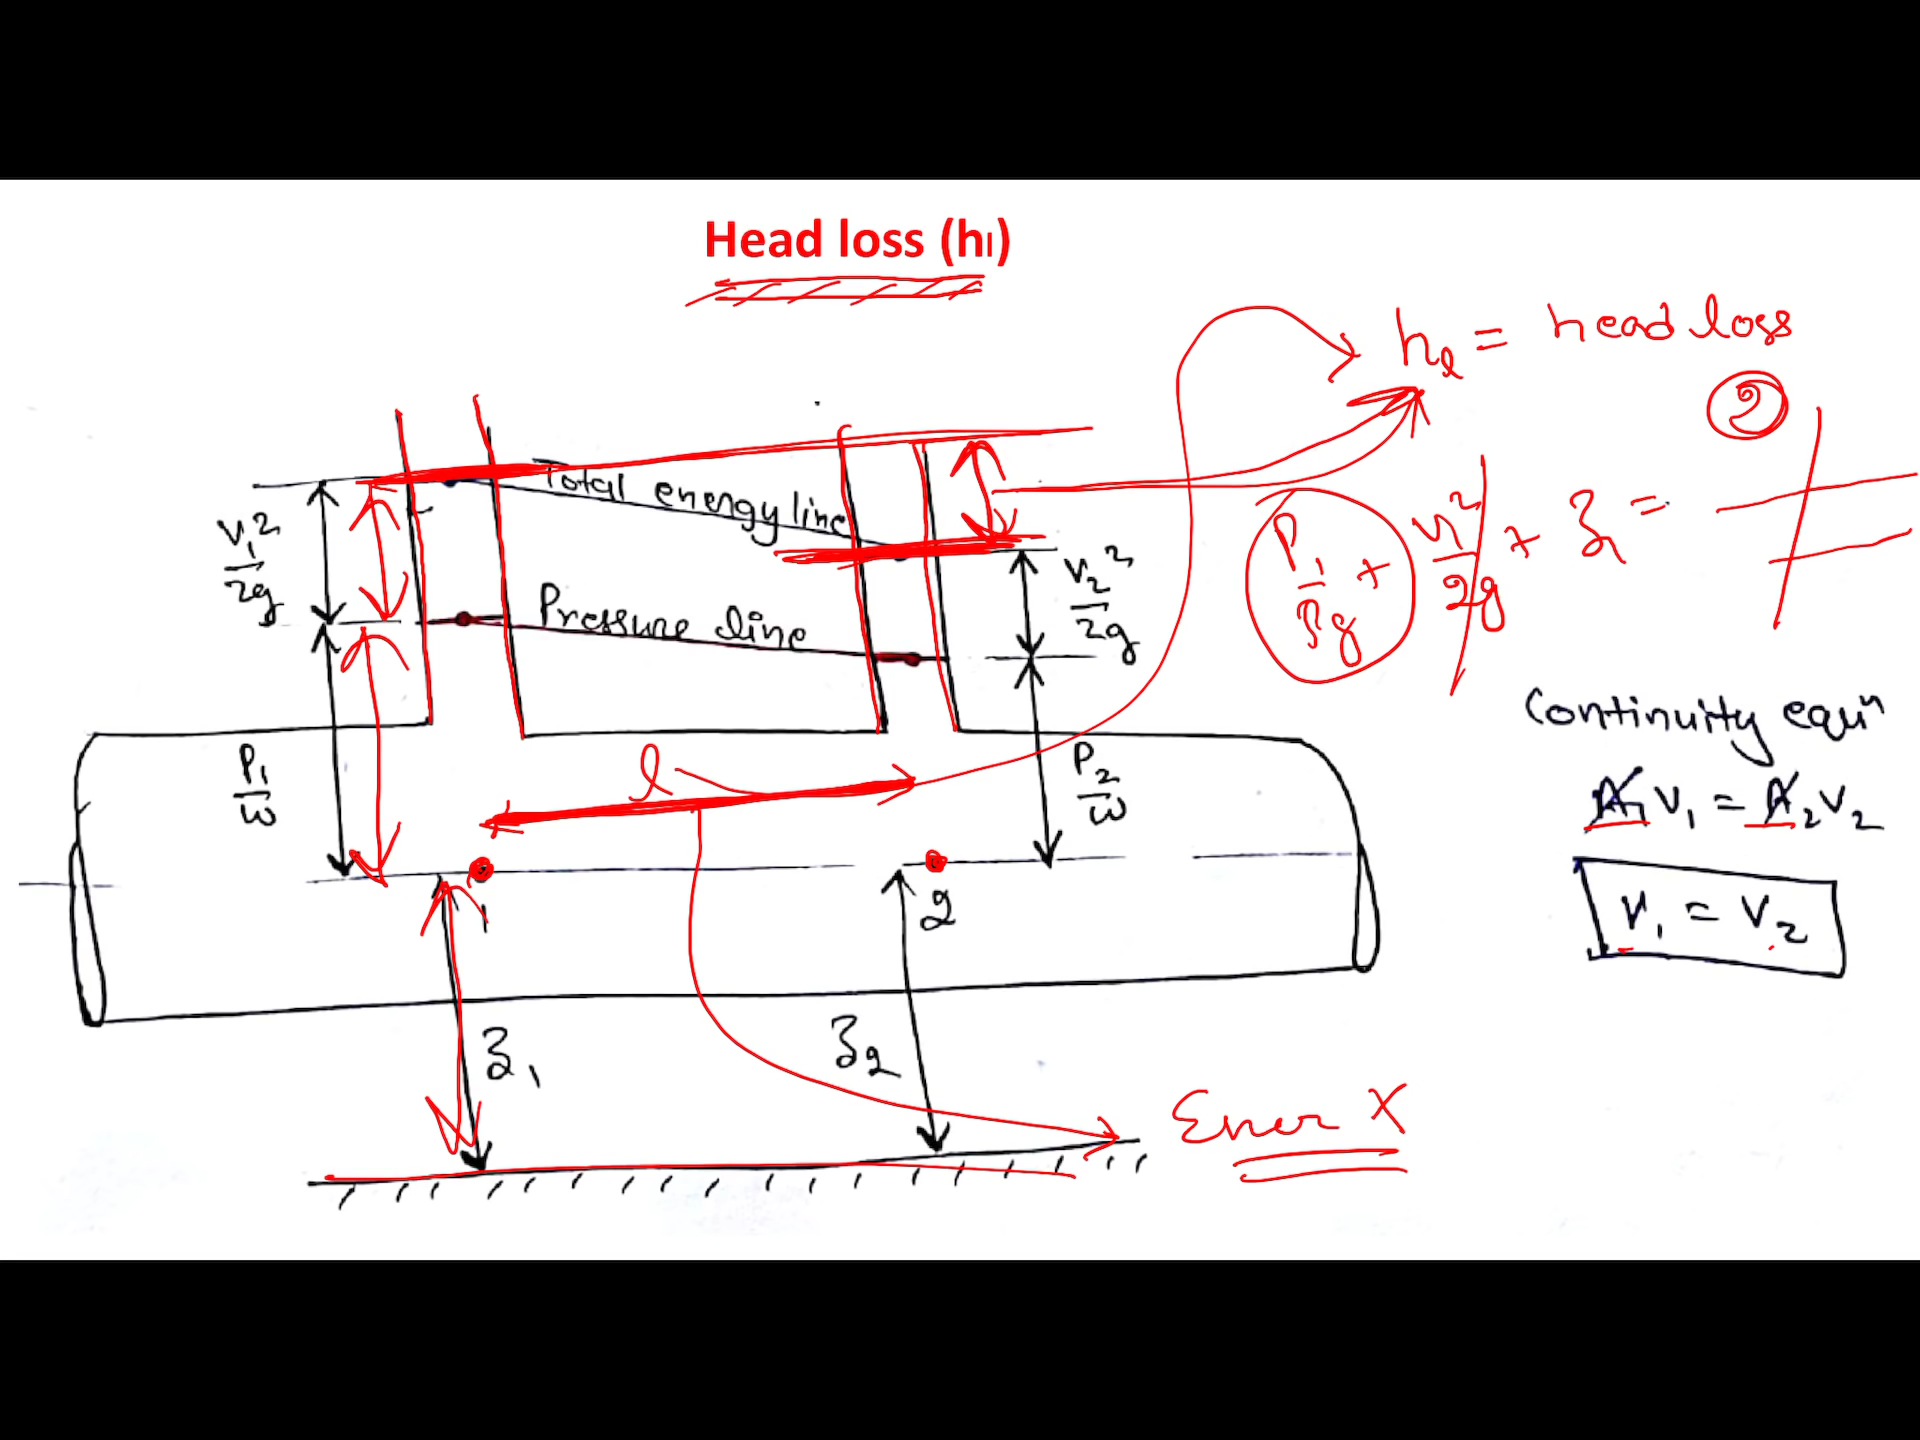 Head loss (hl)
hl = head loss
2
Total energy line
V₁²/2g
V₂²/2g
P₁/ρg + V₁²/2g + Z₁ =
Pressure line
Continuity equⁿ
P₁/w
l
P₂/w
A₁V₁ = A₂V₂
1
2
V₁ = V₂
Z₁
Z₂
Ener X